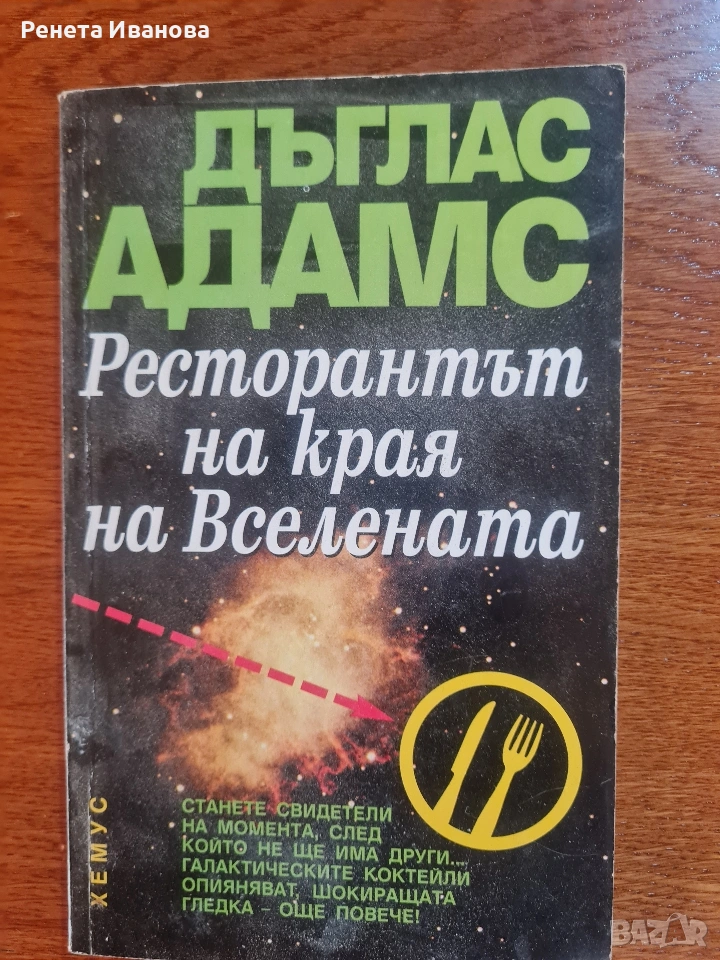 Ренета Иванова
ДЪГЛАС
АДАМС
Ресторантът
на края
на Вселената
ХЕМУС
СТАНЕТЕ СВИДЕТЕЛИ
НА МОМЕНТА, СЛЕД
КОЙТО НЕ ЩЕ ИМА ДРУГИ...
ГАЛАКТИЧЕСКИТЕ КОКТЕЙЛИ
ОПИЯНЯВАТ, ШОКИРАЩАТА
ГЛЕДКА – ОЩЕ ПОВЕЧЕ!
BAZAR